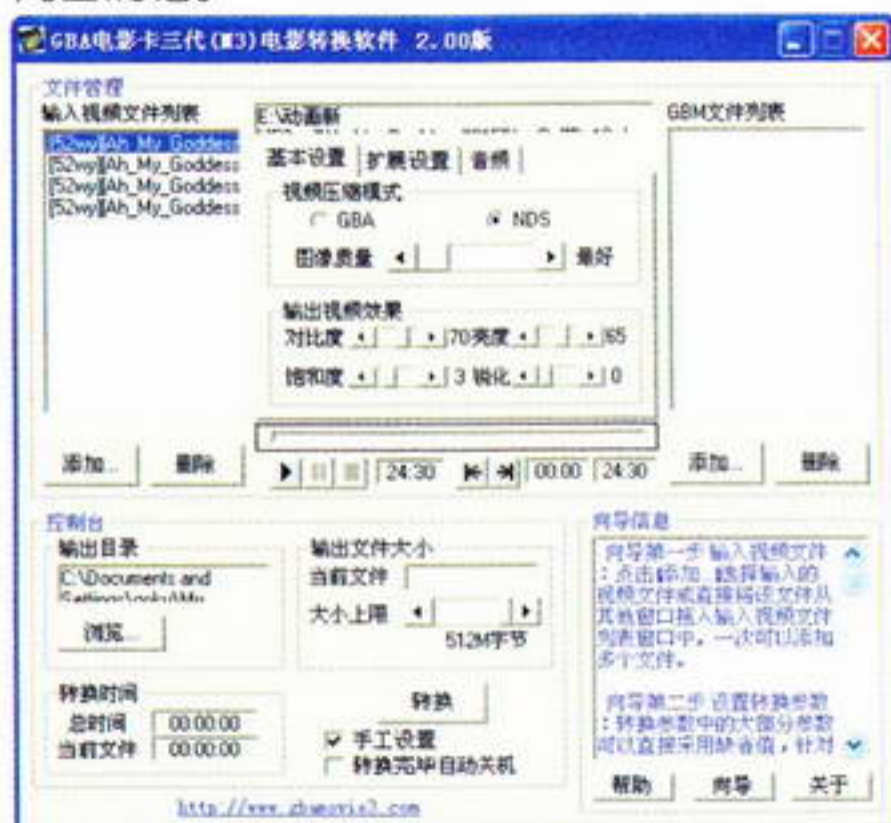 GBA电影卡三代(M3)电影转换软件 2.00版
文件管理
输入视频文件列表
[52wy][Ah_My_Goddess
[52wy][Ah_My_Goddess
[52wy][Ah_My_Goddess
[52wy][Ah_My_Goddess
添加... 删除
E:\动画新
基本设置 扩展设置 音频
视频压缩模式
GBA NDS
图像质量 最好
输出视频效果
对比度 70 亮度 65
饱和度 3 锐化 0
24:30 00:00 24:30
GBM文件列表
添加... 删除
控制台
输出目录
C:\Documents and
浏览...
输出文件大小
当前文件
大小上限
512M字节
转换时间
总时间 00:00:00
当前文件 00:00:00
转换
手工设置
转换完毕自动关机
http://www.gbamovie3.com
向导信息
向导第一步 输入视频文件
:点击添加...选择输入的
视频文件或直接将该文件从
其他窗口拖入输入视频文件
列表窗口中,一次可以添加
多个文件。
向导第二步 设置转换参数
:转换参数中的大部分参数
可以直接采用缺省值,针对
帮助 向导 关于